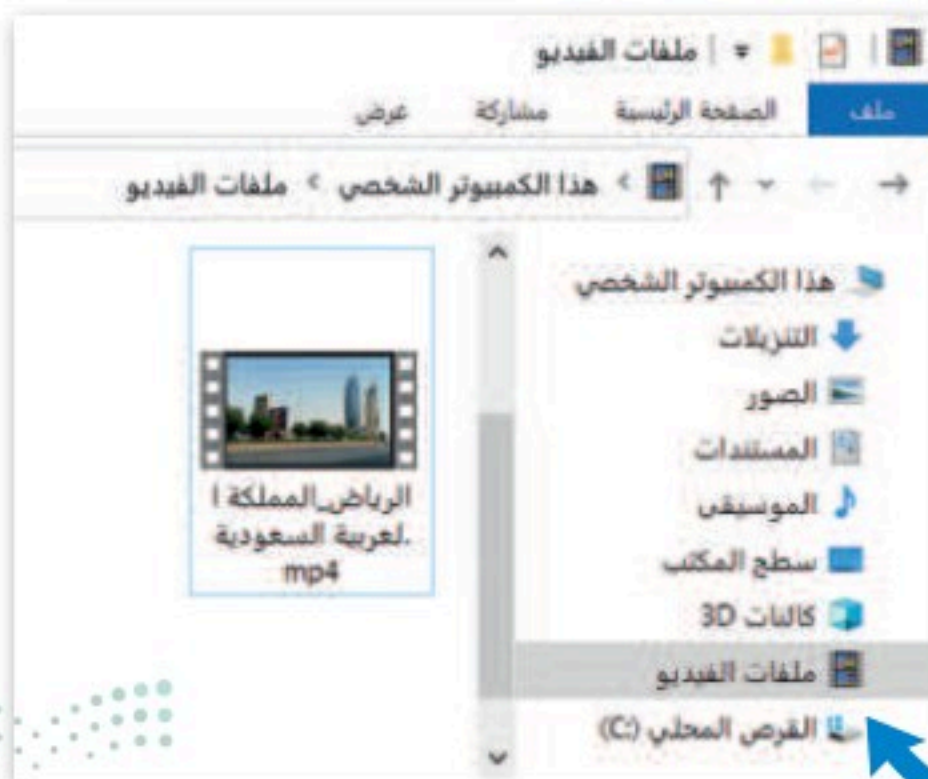 ملفات الفيديو
ملف الصفحة الرئيسية مشاركة عرض
هذا الكمبيوتر الشخصي > ملفات الفيديو
هذا الكمبيوتر الشخصي
التنزيلات
الصور
المستندات
الموسيقى
سطح المكتب
كائنات 3D
ملفات الفيديو
القرص المحلي (C:)
الرياض_المملكة ا
لعربية السعودية.
mp4